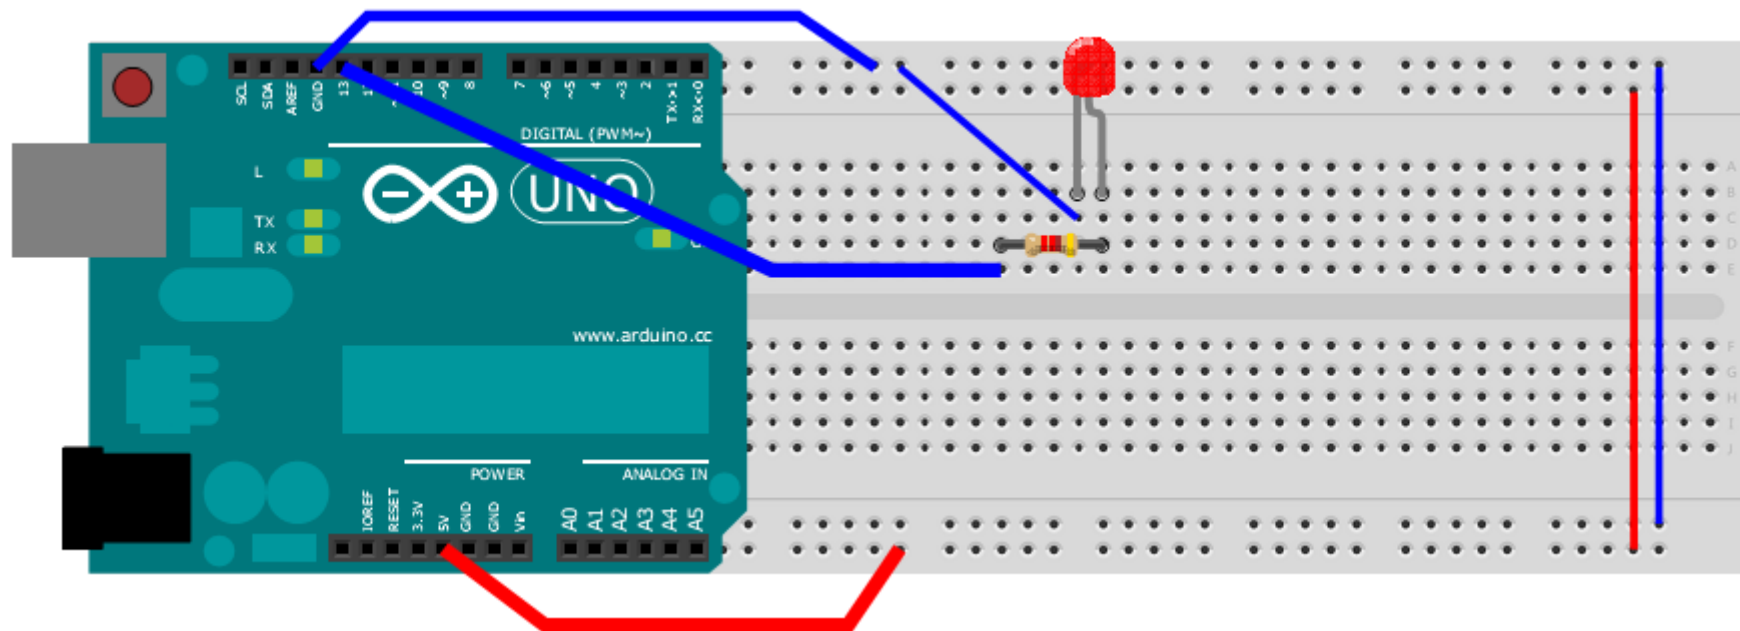 SCL
SDA
AREF
GND
13
10
~9
8
7
~6
~5
4
~3
2
TX→1
RX←0
DIGITAL (PWM~)
L
TX
RX
UNO
www.arduino.cc
POWER
ANALOG IN
IOREF
RESET
3.3V
5V
GND
GND
Vin
A0
A1
A2
A3
A4
A5
A
B
C
D
E
F
G
H
I
J